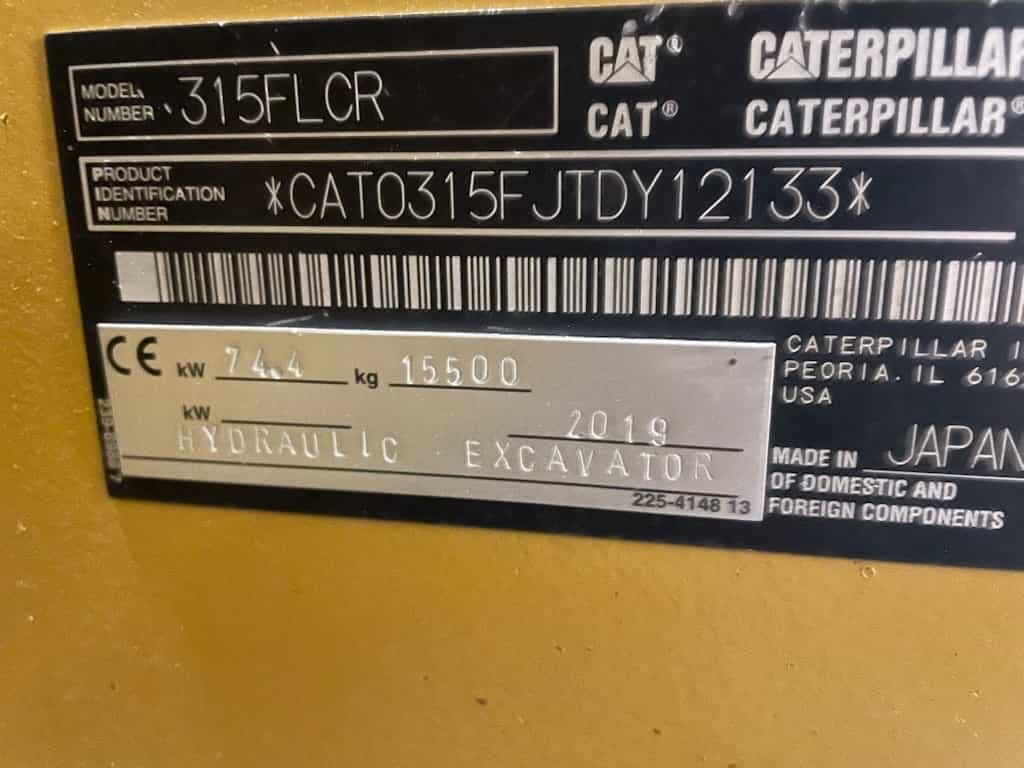 MODEL
NUMBER 315FLCR
CAT® CATERPILLAR
CAT® CATERPILLAR®
PRODUCT
IDENTIFICATION
NUMBER *CAT0315FJTDY12133*
CE kW 74.4 kg 15500
kW 2019
HYDRAULIC EXCAVATOR
225-4148 13
CATERPILLAR I
PEORIA. IL 616
USA
MADE IN JAPAN
OF DOMESTIC AND
FOREIGN COMPONENTS